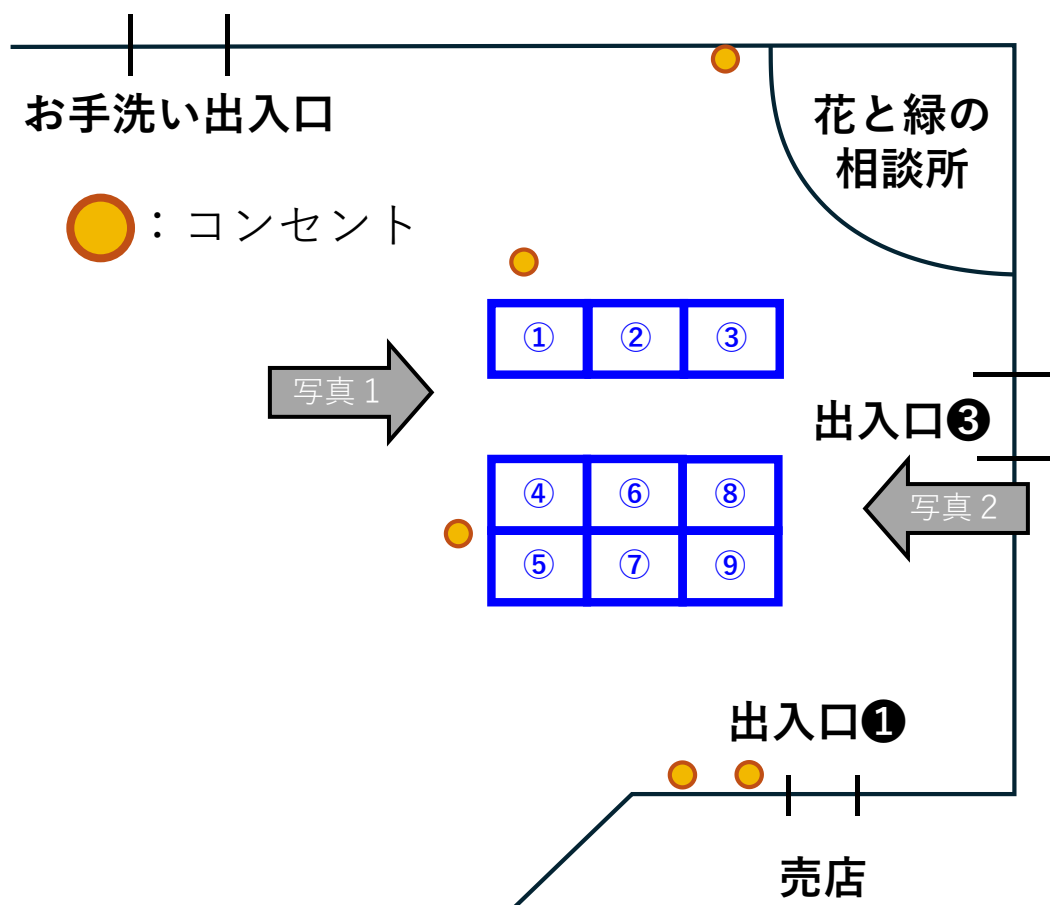 お手洗い出入口
花と緑の
相談所
：コンセント
① ② ③
写真１
出入口❸
④ ⑥ ⑧
写真２
⑤ ⑦ ⑨
出入口❶
売店